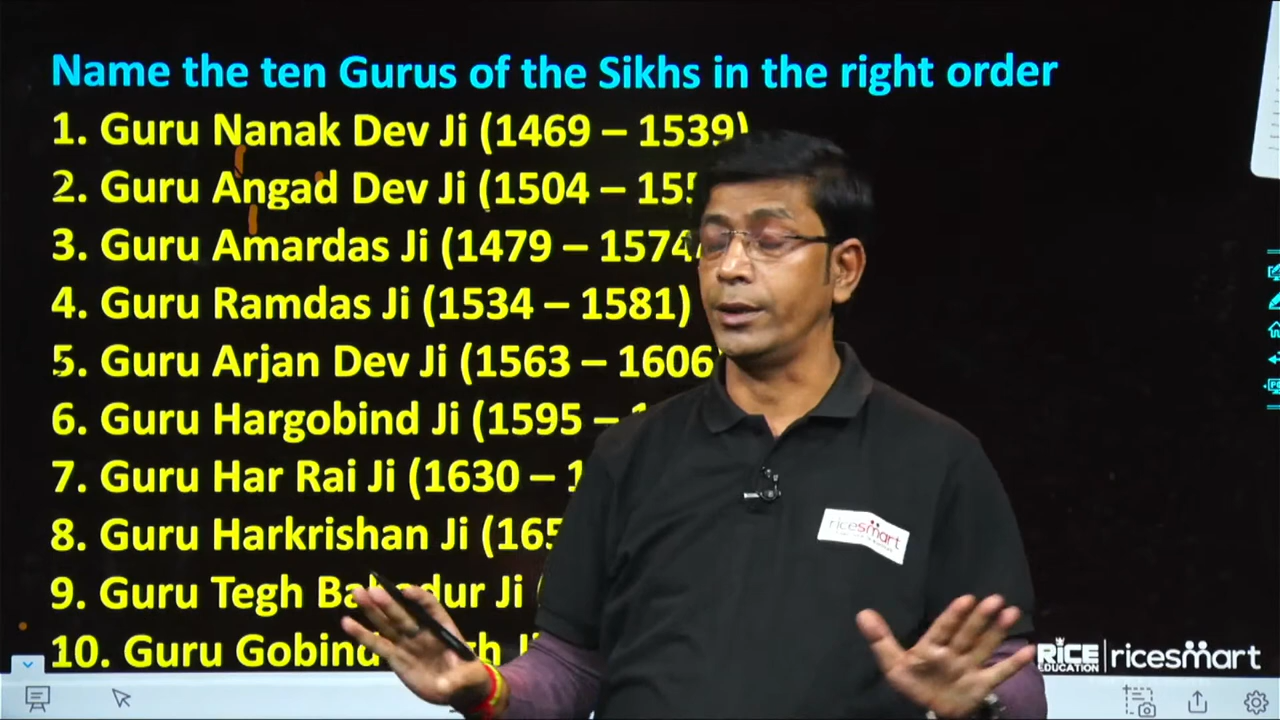 Name the ten Gurus of the Sikhs in the right order
1. Guru Nanak Dev Ji (1469 – 1539)
2. Guru Angad Dev Ji (1504 –
3. Guru Amardas Ji (1479 – 1574)
4. Guru Ramdas Ji (1534 – 1581)
5. Guru Arjan Dev Ji (1563 – 1606)
6. Guru Hargobind Ji (1595 –
7. Guru Har Rai Ji (1630 –
8. Guru Harkrishan Ji (165
9. Guru Tegh Bahadur Ji (
10. Guru Gobind
ricesmart
RICE EDUCATION | ricesmart